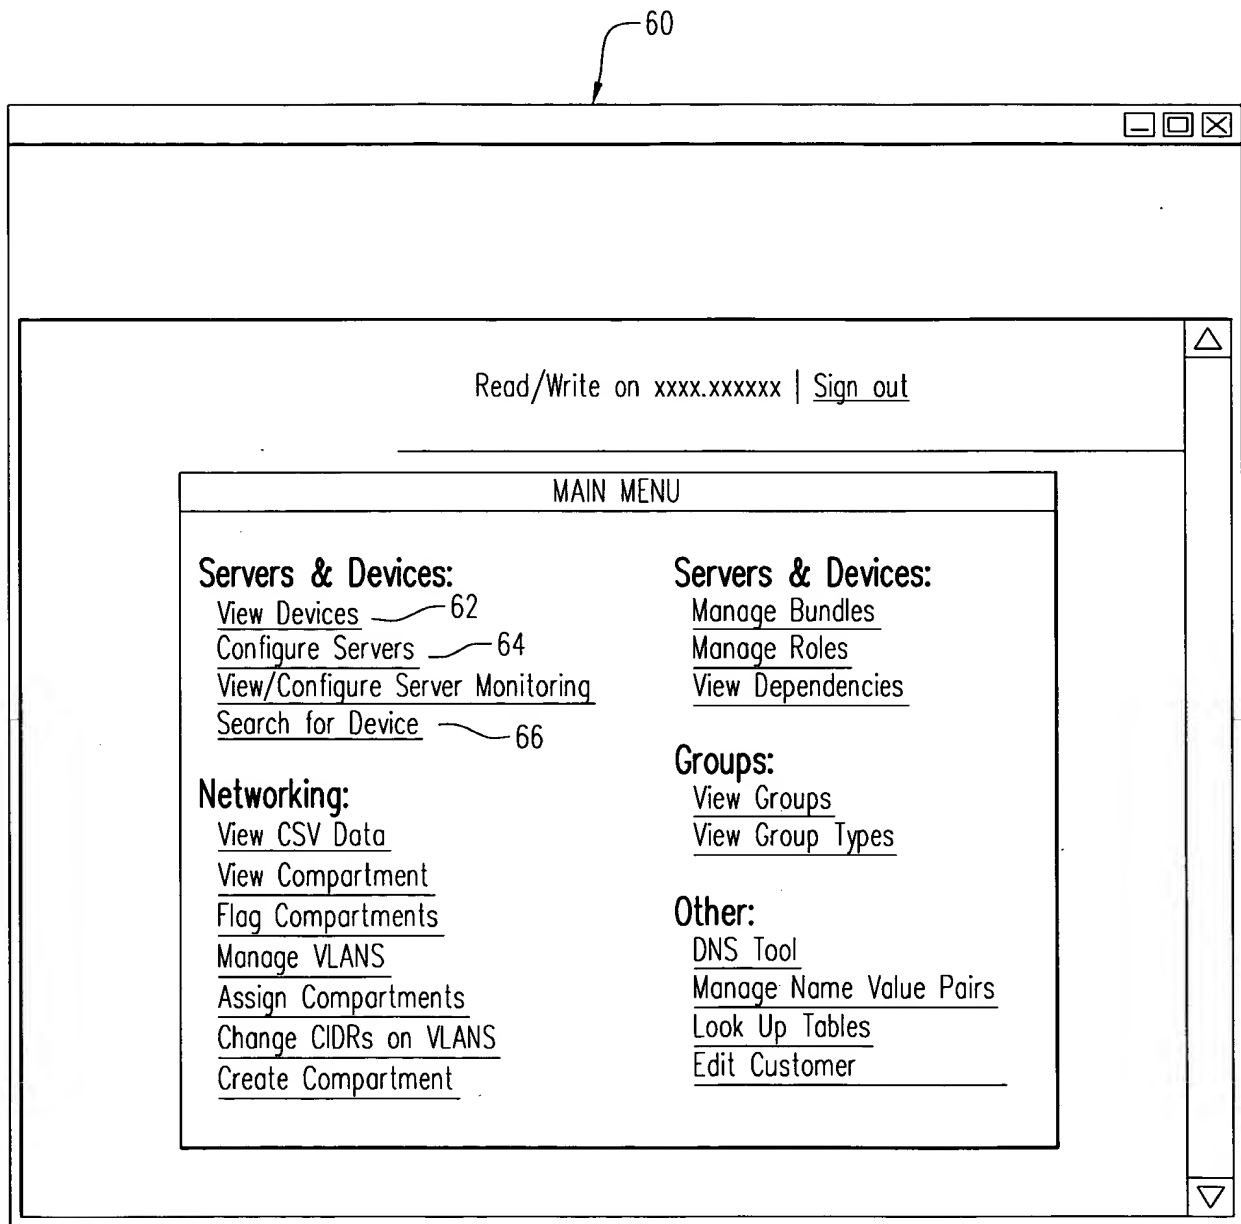 60
Read/Write on xxxx.xxxxxx | Sign out
MAIN MENU
Servers & Devices:
View Devices 62
Configure Servers 64
View/Configure Server Monitoring
Search for Device 66
Networking:
View CSV Data
View Compartment
Flag Compartments
Manage VLANS
Assign Compartments
Change CIDRs on VLANS
Create Compartment
Servers & Devices:
Manage Bundles
Manage Roles
View Dependencies
Groups:
View Groups
View Group Types
Other:
DNS Tool
Manage Name Value Pairs
Look Up Tables
Edit Customer